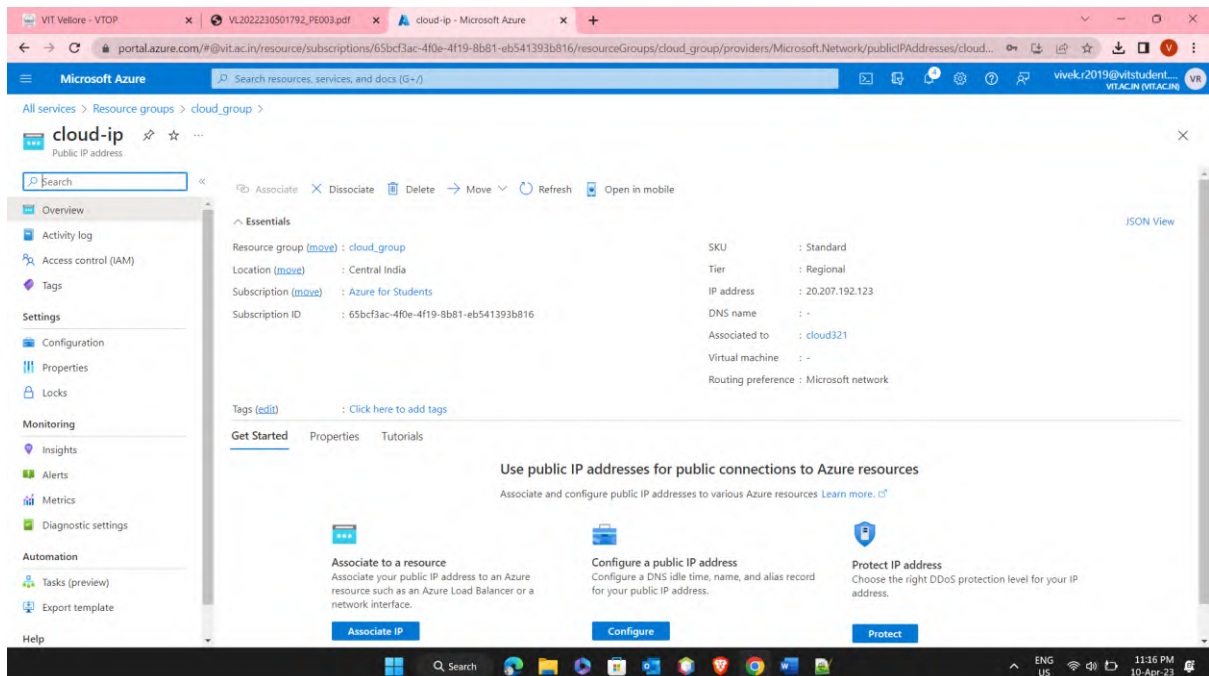 VIT Vellore - VTOP
VL2022230501792_PE003.pdf
cloud-ip - Microsoft Azure
portal.azure.com/#@vit.ac.in/resource/subscriptions/65bcf3ac-4f0e-4f19-8b81-eb541393b816/resourceGroups/cloud_group/providers/Microsoft.Network/publicIPAddresses/cloud...
V
Microsoft Azure
Search resources, services, and docs (G+/)
4
vivek.r2019@vitstudent....
VIT.AC.IN (VIT.AC.IN)
VR
All services > Resource groups > cloud_group >
cloud-ip
Public IP address
Search
Overview
Activity log
Access control (IAM)
Tags
Settings
Configuration
Properties
Locks
Monitoring
Insights
Alerts
Metrics
Diagnostic settings
Automation
Tasks (preview)
Export template
Help
Associate
Dissociate
Delete
Move
Refresh
Open in mobile
Essentials
JSON View
Resource group (move) : cloud_group
Location (move) : Central India
Subscription (move) : Azure for Students
Subscription ID : 65bcf3ac-4f0e-4f19-8b81-eb541393b816
SKU : Standard
Tier : Regional
IP address : 20.207.192.123
DNS name : -
Associated to : cloud321
Virtual machine : -
Routing preference : Microsoft network
Tags (edit) : Click here to add tags
Get Started Properties Tutorials
Use public IP addresses for public connections to Azure resources
Associate and configure public IP addresses to various Azure resources Learn more.
Associate to a resource
Associate your public IP address to an Azure
resource such as an Azure Load Balancer or a
network interface.
Associate IP
Configure a public IP address
Configure a DNS idle time, name, and alias record
for your public IP address.
Configure
Protect IP address
Choose the right DDoS protection level for your IP
address.
Protect
Search
ENG
US
11:16 PM
10-Apr-23